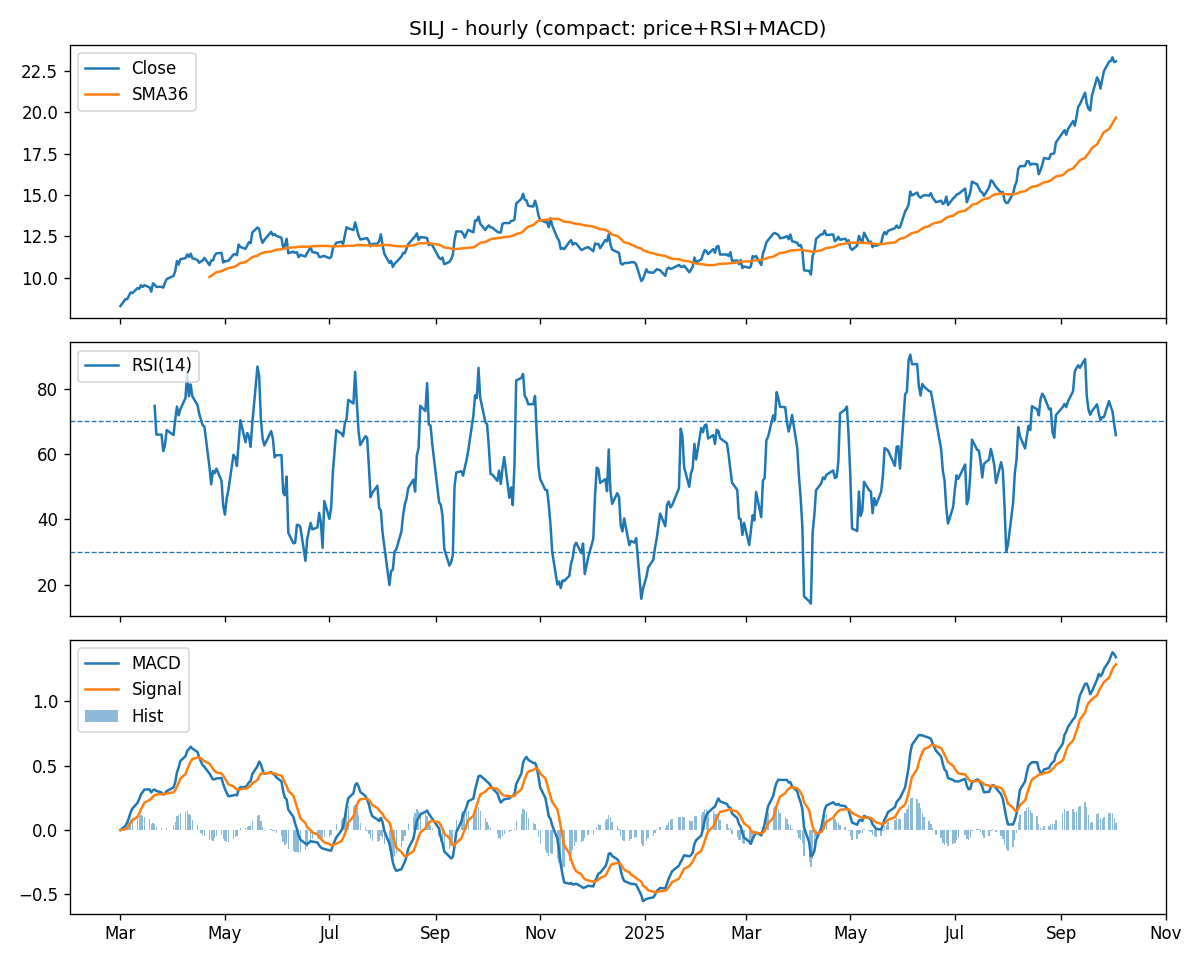 SILJ - hourly (compact: price+RSI+MACD)
Close
SMA36
22.5
20.0
17.5
15.0
12.5
10.0
RSI(14)
80
60
40
20
MACD
Signal
Hist
1.0
0.5
0.0
−0.5
Mar May Jul Sep Nov 2025 Mar May Jul Sep Nov